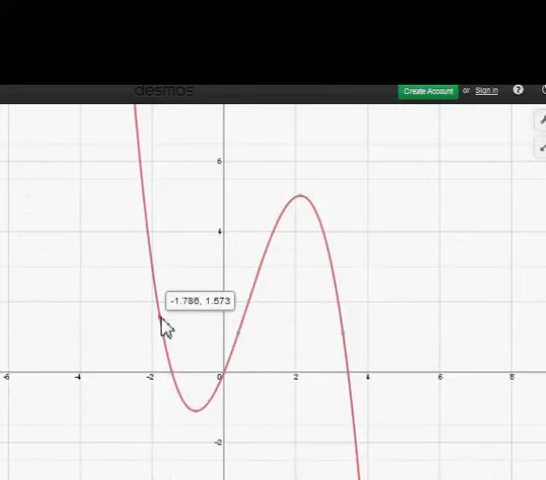 desmos
Create Account or Sign In ?
6
4
-1.786, 1.573
-6 -2 0 2 4 6 8
-2